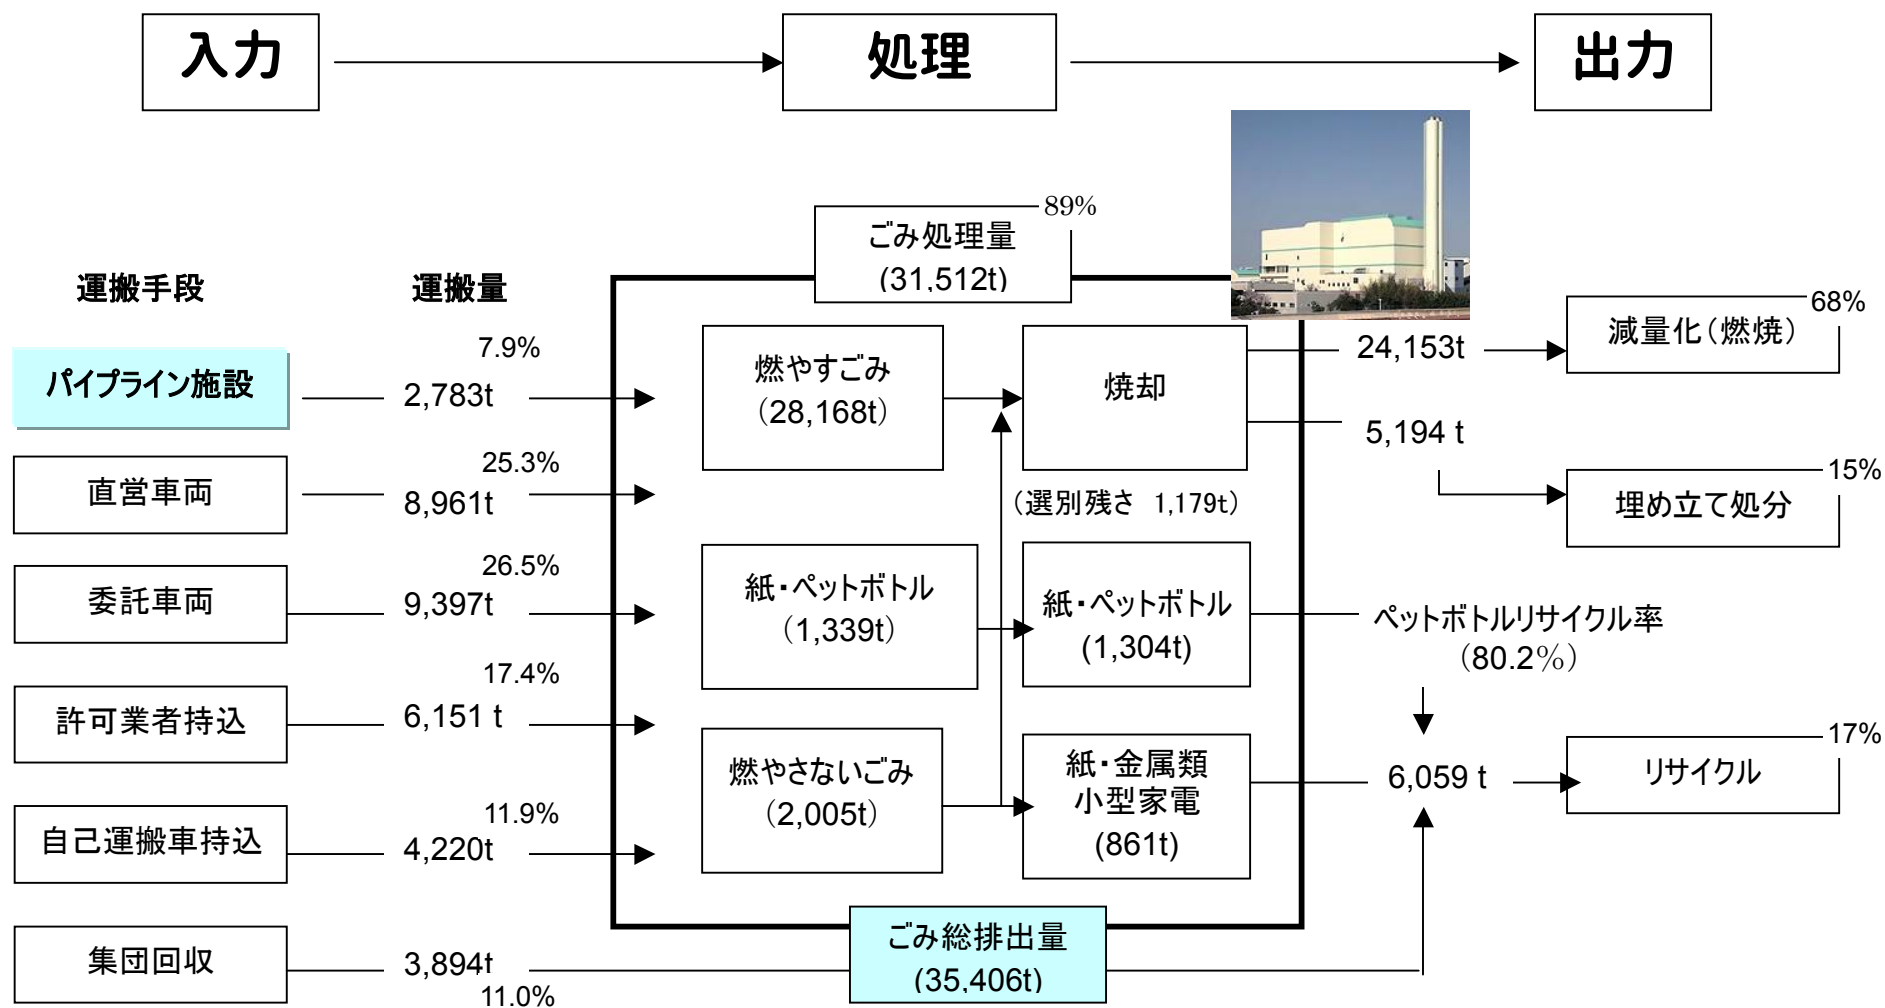 入力
処理
出力
89%
ごみ処理量
(31,512t)
運搬手段
運搬量
7.9%
パイプライン施設
2,783t
25.3%
直営車両
8,961t
26.5%
委託車両
9,397t
17.4%
許可業者持込
6,151 t
11.9%
自己運搬車持込
4,220t
集団回収
3,894t
11.0%
燃やすごみ
(28,168t)
焼却
(選別残さ 1,179t)
紙・ペットボトル
(1,339t)
紙・ペットボトル
(1,304t)
燃やさないごみ
(2,005t)
紙・金属類
小型家電
(861t)
ごみ総排出量
(35,406t)
24,153t
68%
減量化(燃焼)
5,194 t
15%
埋め立て処分
ペットボトルリサイクル率
(80.2%)
6,059 t
17%
リサイクル